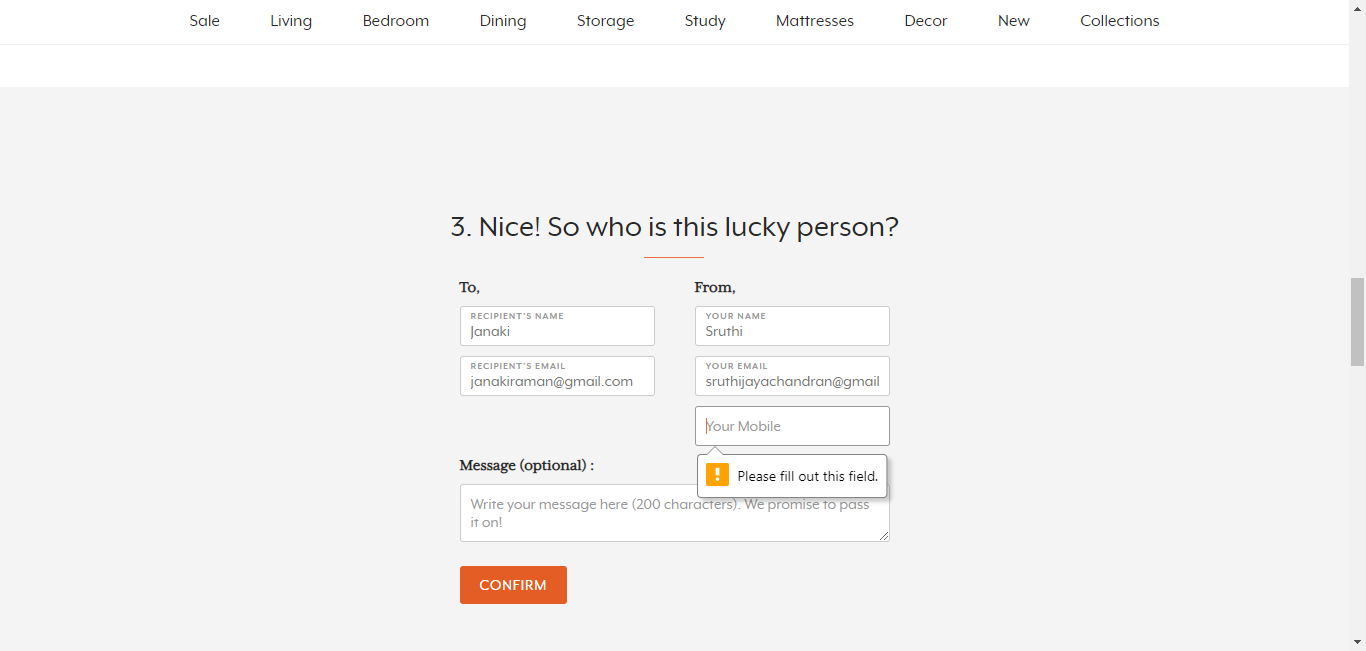 Sale Living Bedroom Dining Storage Study Mattresses Decor New Collections
3. Nice! So who is this lucky person?
To,
From,
RECIPIENT'S NAME
Janaki
YOUR NAME
Sruthi
RECIPIENT'S EMAIL
janakiraman@gmail.com
YOUR EMAIL
sruthijayachandran@gmail
Your Mobile
Please fill out this field.
Message (optional) :
Write your message here (200 characters). We promise to pass
it on!
CONFIRM